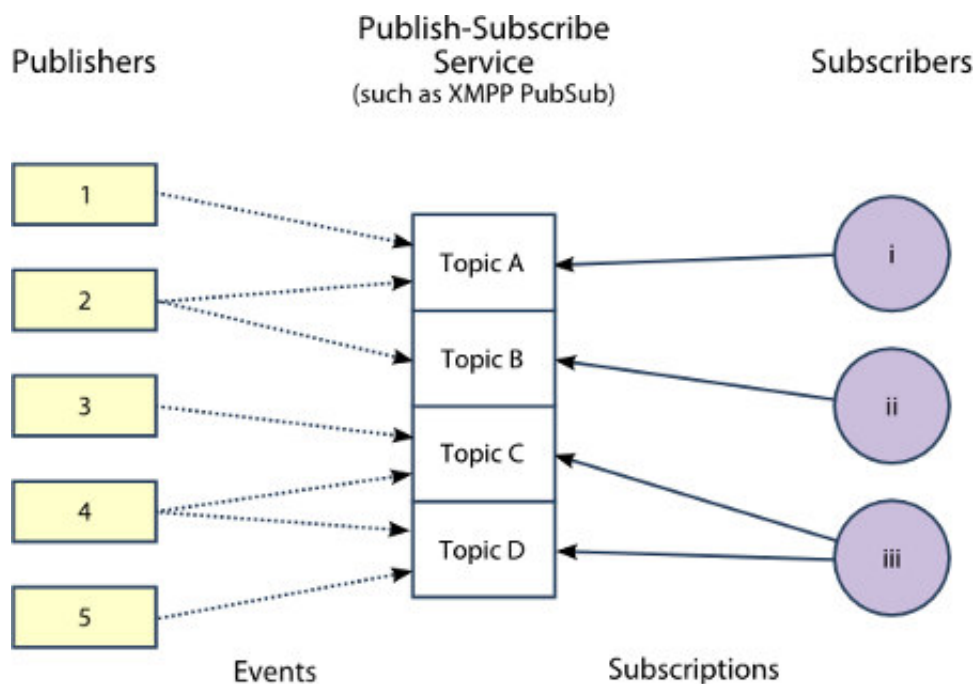 Publishers
Publish-Subscribe
Service
(such as XMPP PubSub)
Subscribers
1
2
3
4
5
Topic A
Topic B
Topic C
Topic D
i
ii
iii
Events
Subscriptions